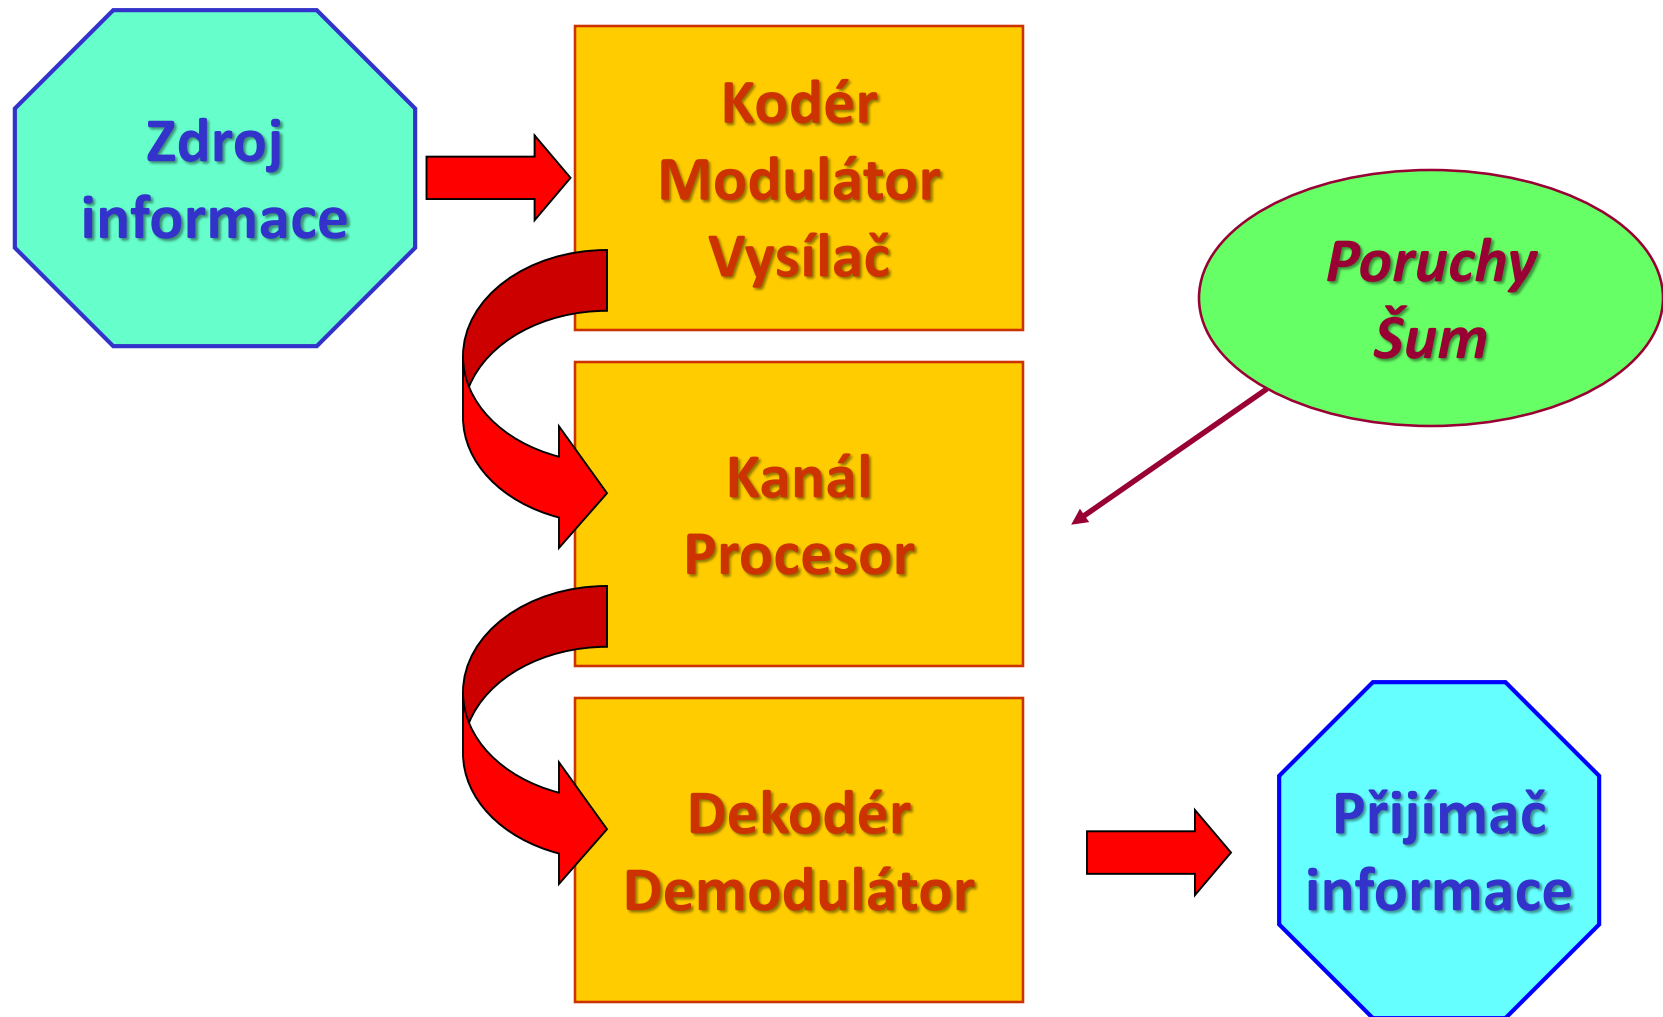 Zdroj
informace
Kodér
Modulátor
Vysílač
Poruchy
Šum
Kanál
Procesor
Dekodér
Demodulátor
Přijímač
informace